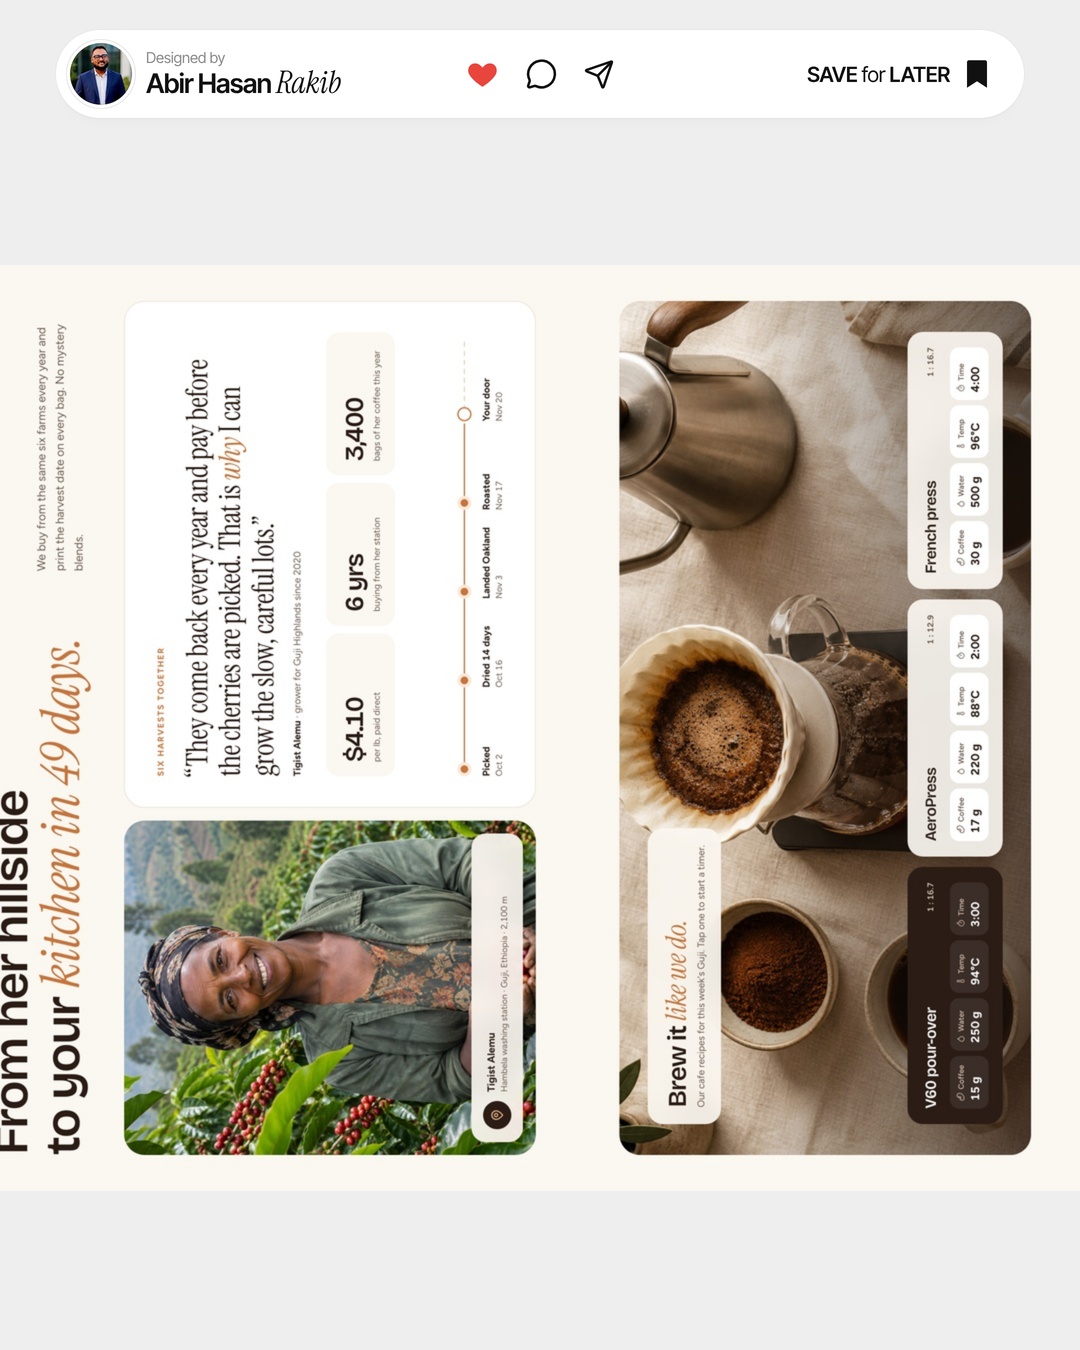 Designed by
Abir Hasan Rakib
SAVE for LATER
From her hillside
to your kitchen in 49 days.
We buy from the same six farms every year and
print the harvest date on every bag. No mystery
blends.
Tigist Alemu
Hambela washing station · Guji, Ethiopia · 2,100 m
SIX HARVESTS TOGETHER
“They come back every year and pay before
the cherries are picked. That is why I can
grow the slow, careful lots.”
Tigist Alemu · grower for Guji Highlands since 2020
$4.10
per lb, paid direct
6 yrs
buying from her station
3,400
bags of her coffee this year
Picked
Oct 2
Dried 14 days
Oct 16
Landed Oakland
Nov 3
Roasted
Nov 17
Your door
Nov 20
Brew it like we do.
Our cafe recipes for this week's Guji. Tap one to start a timer.
V60 pour-over
1 : 16.7
Coffee
15 g
Water
250 g
Temp
94°C
Time
3:00
AeroPress
1 : 12.9
Coffee
17 g
Water
220 g
Temp
88°C
Time
2:00
French press
1 : 16.7
Coffee
30 g
Water
500 g
Temp
96°C
Time
4:00